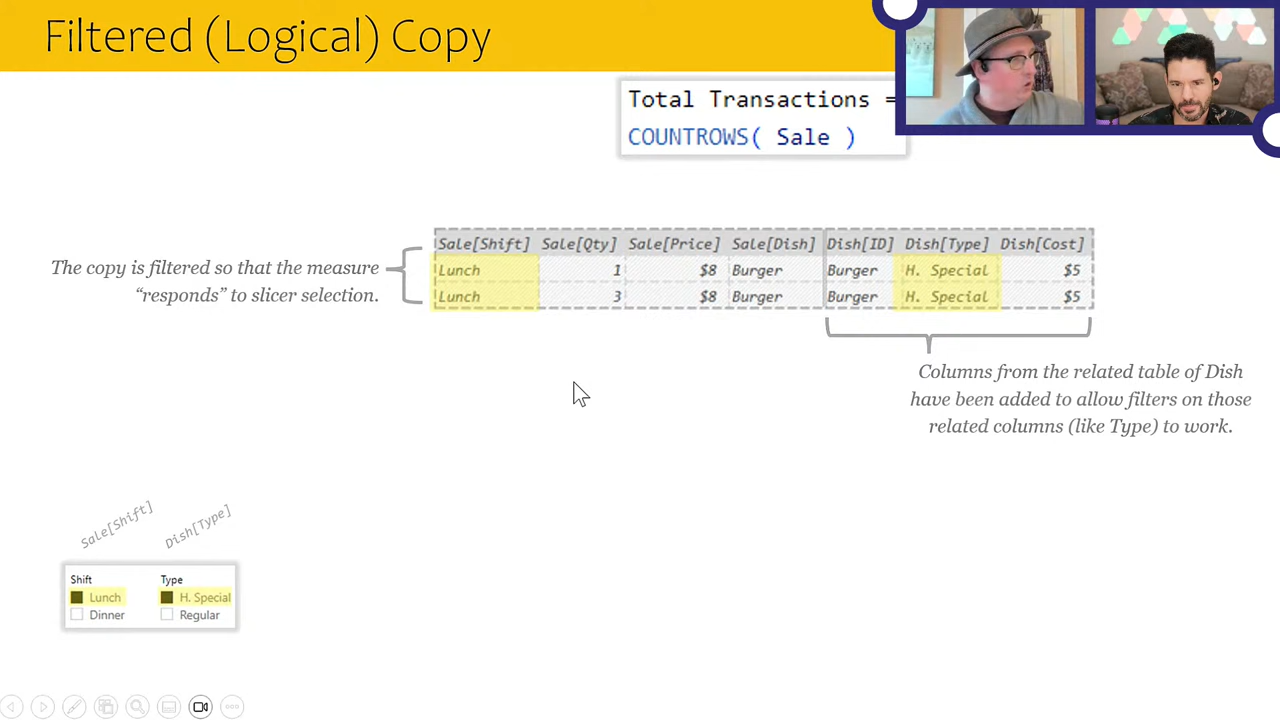 Filtered (Logical) Copy
Total Transactions =
COUNTROWS( Sale )
The copy is filtered so that the measure
“responds” to slicer selection.
Sale[Shift] Sale[Qty] Sale[Price] Sale[Dish] Dish[ID] Dish[Type] Dish[Cost]
Lunch 1 $8 Burger Burger H. Special $5
Lunch 3 $8 Burger Burger H. Special $5
Columns from the related table of Dish
have been added to allow filters on those
related columns (like Type) to work.
Sale[Shift] Dish[Type]
Shift Type
Lunch H. Special
Dinner Regular